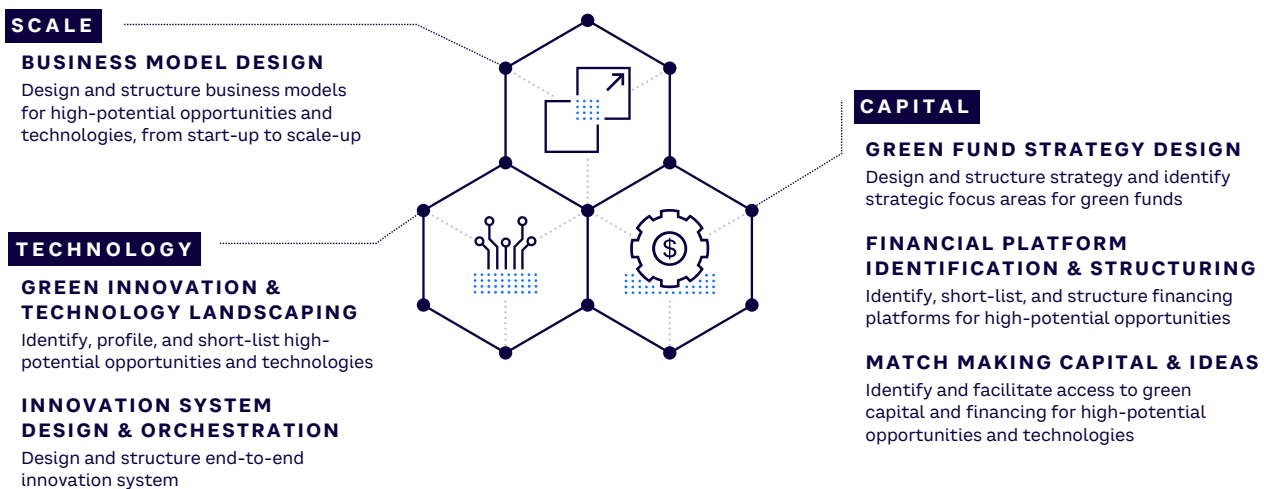 SCALE
BUSINESS MODEL DESIGN
Design and structure business models
for high-potential opportunities and
technologies, from start-up to scale-up
TECHNOLOGY
GREEN INNOVATION &
TECHNOLOGY LANDSCAPING
Identify, profile, and short-list high-
potential opportunities and technologies
INNOVATION SYSTEM
DESIGN & ORCHESTRATION
Design and structure end-to-end
innovation system
$
CAPITAL
GREEN FUND STRATEGY DESIGN
Design and structure strategy and identify
strategic focus areas for green funds
FINANCIAL PLATFORM
IDENTIFICATION & STRUCTURING
Identify, short-list, and structure financing
platforms for high-potential opportunities
MATCH MAKING CAPITAL & IDEAS
Identify and facilitate access to green
capital and financing for high-potential
opportunities and technologies